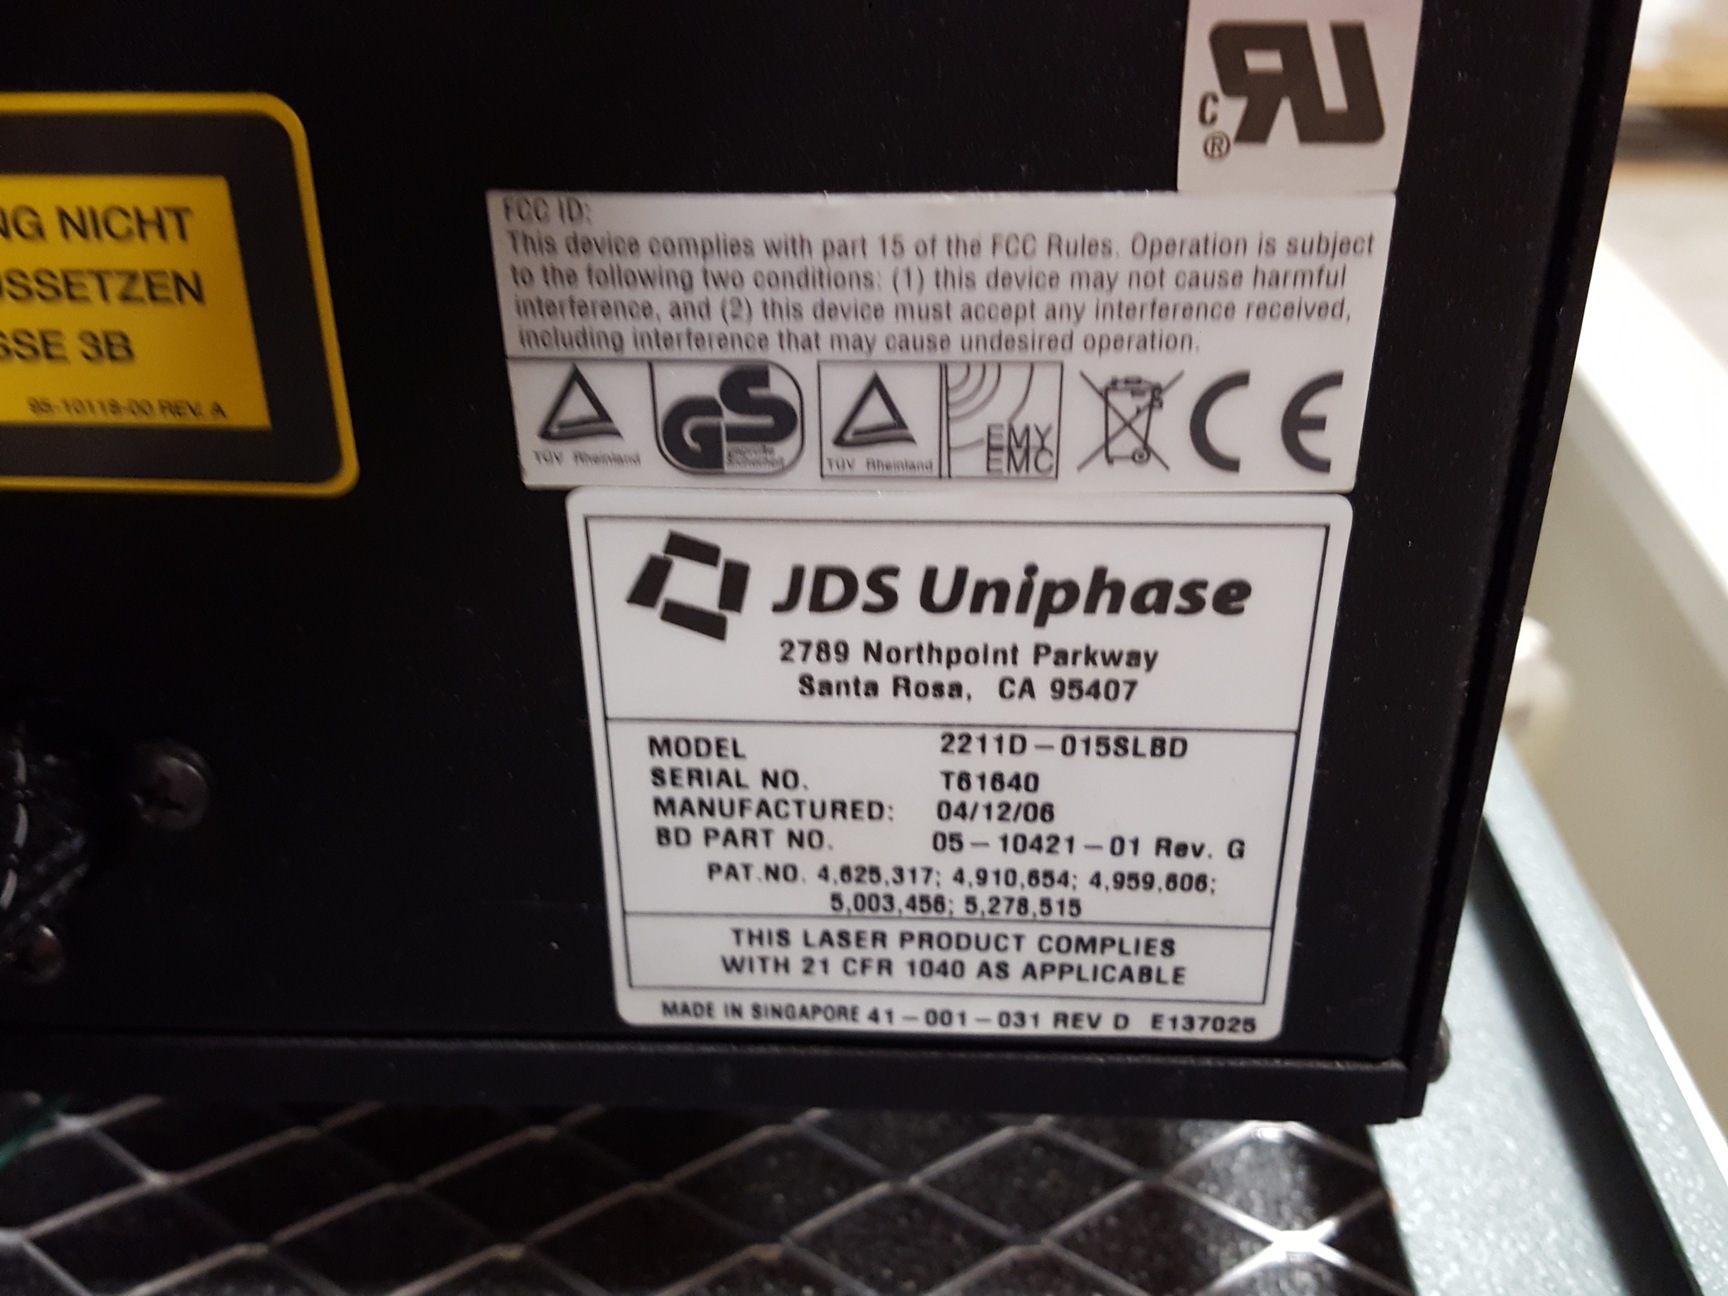 NG NICHT
USSETZEN
SSE 3B
95-10118-00 REV. A
C
RU
®
FCC ID:
This device complies with part 15 of the FCC Rules. Operation is subject
to the following two conditions: (1) this device may not cause harmful
interference, and (2) this device must accept any interference received,
including interference that may cause undesired operation.
TÜV Rheinland
GS
geprüfte
Sicherheit
TÜV Rheinland
EMV
EMC
CE
JDS Uniphase
2789 Northpoint Parkway
Santa Rosa, CA 95407
MODEL 2211D-015SLBD
SERIAL NO. T61640
MANUFACTURED: 04/12/06
BD PART NO. 05-10421-01 Rev. G
PAT.NO. 4,625,317; 4,910,654; 4,959,606;
5,003,456; 5,278,515
THIS LASER PRODUCT COMPLIES
WITH 21 CFR 1040 AS APPLICABLE
MADE IN SINGAPORE 41-001-031 REV D E137025